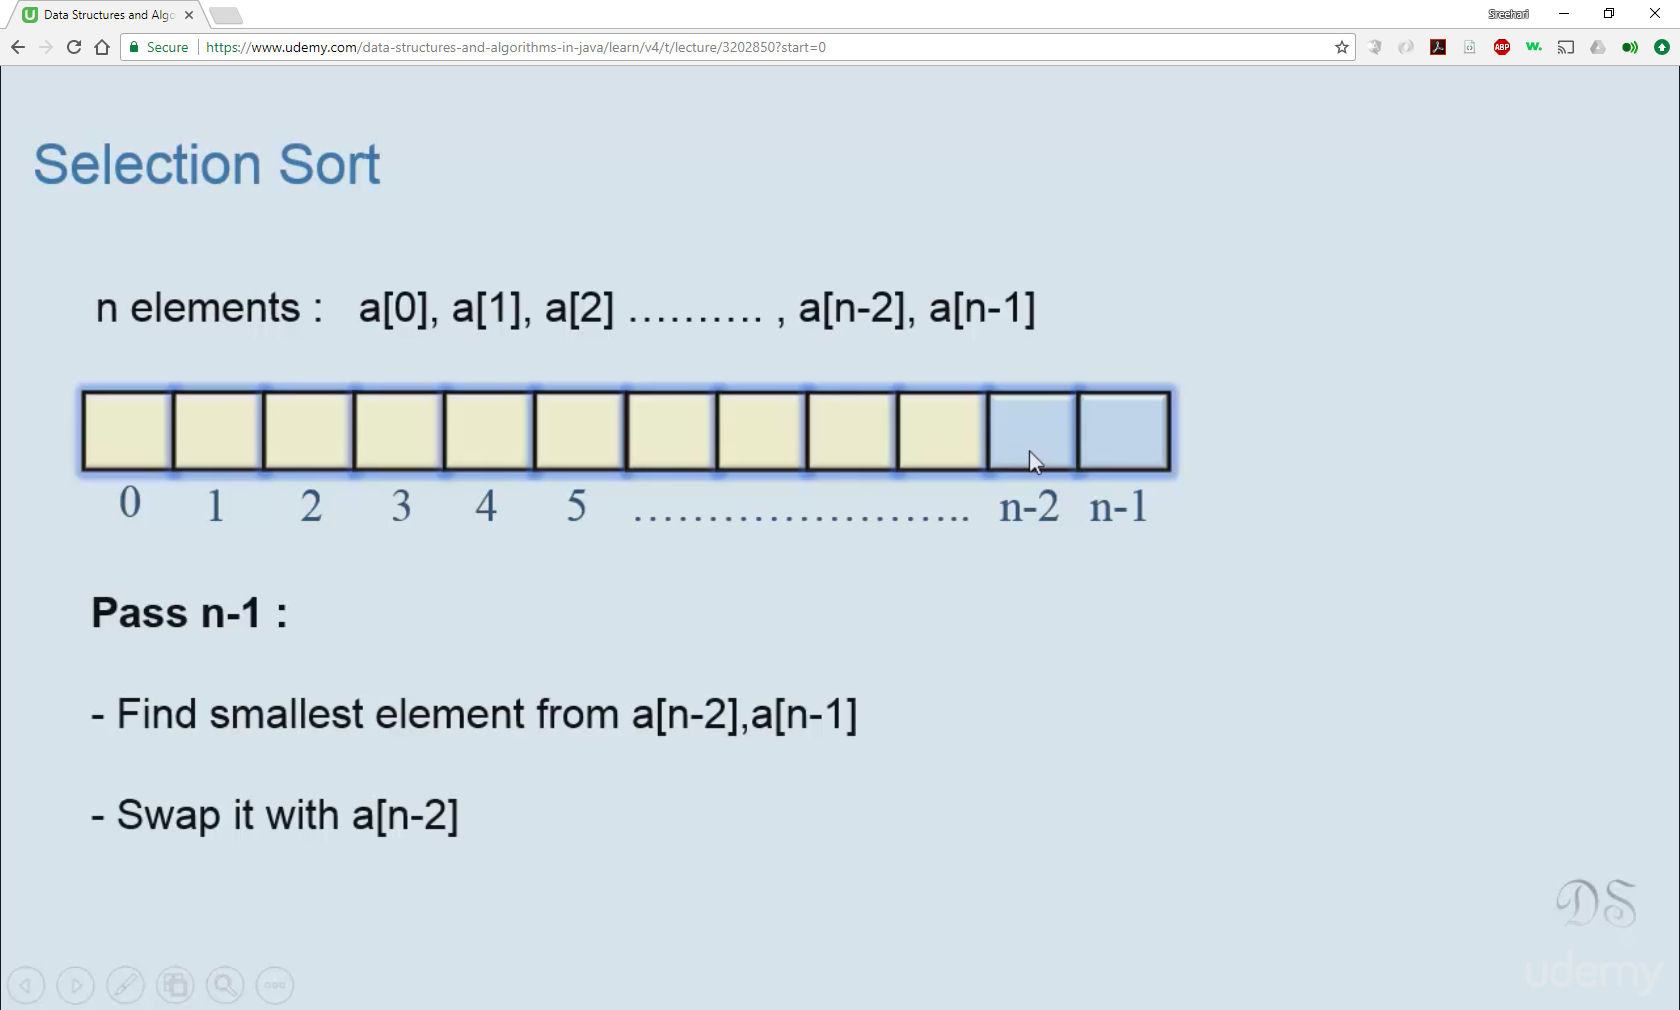 Data Structures and Algo
Sreehari
Secure
https://www.udemy.com/data-structures-and-algorithms-in-java/learn/v4/t/lecture/3202850?start=0
ABP
w.
Selection Sort
n elements : a[0], a[1], a[2] .......... , a[n-2], a[n-1]
0 1 2 3 4 5 ....................... n-2 n-1
Pass n-1 :
- Find smallest element from a[n-2],a[n-1]
- Swap it with a[n-2]
DS
udemy